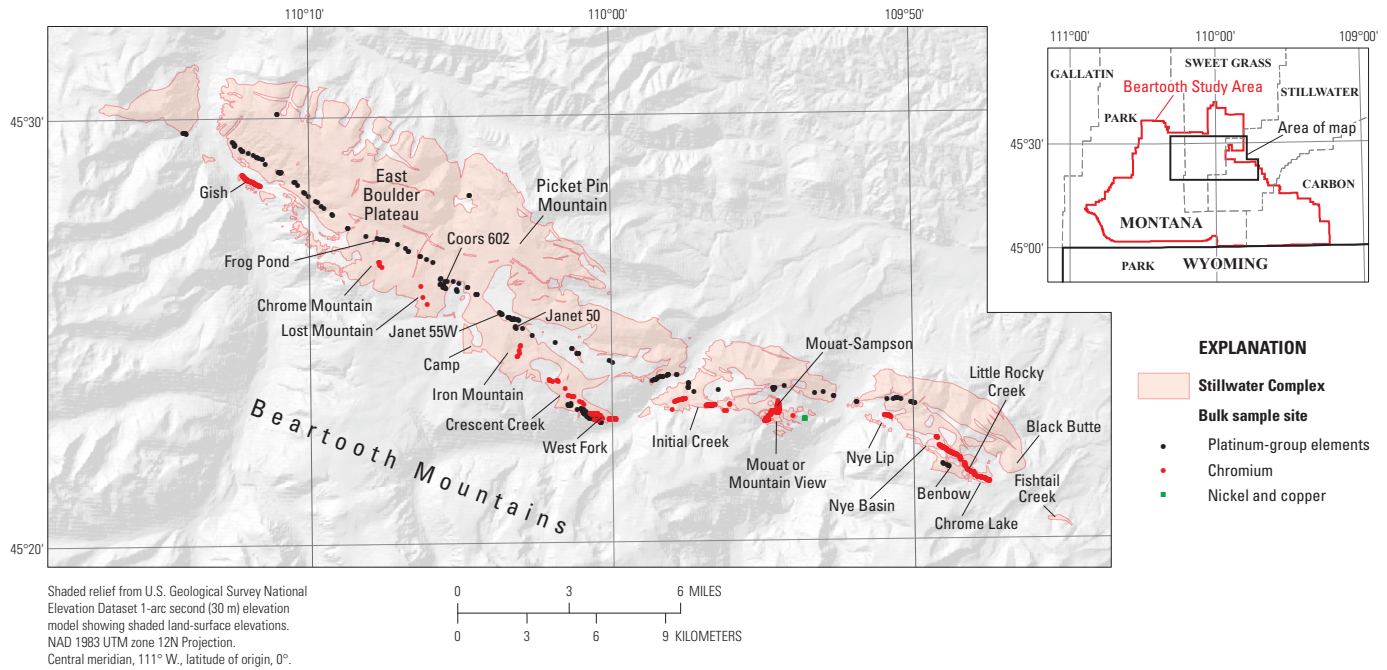 110°10'
110°00'
109°50'
45°30'
45°20'
Gish
East
Boulder
Plateau
Picket Pin
Mountain
Coors 602
Frog Pond
Chrome Mountain
Lost Mountain
Janet 55W
Janet 50
Camp
Iron Mountain
Crescent Creek
West Fork
Initial Creek
Mouat-Sampson
Mouat or
Mountain View
Nye Lip
Nye Basin
Benbow
Chrome Lake
Little Rocky
Creek
Black Butte
Fishtail
Creek
Beartooth Mountains
111°00'
110°00'
109°00'
45°30'
45°00'
GALLATIN
SWEET GRASS
Beartooth Study Area
STILLWATER
PARK
Area of map
CARBON
MONTANA
PARK
WYOMING
EXPLANATION
Stillwater Complex
Bulk sample site
Platinum-group elements
Chromium
Nickel and copper
Shaded relief from U.S. Geological Survey National
Elevation Dataset 1-arc second (30 m) elevation
model showing shaded land-surface elevations.
NAD 1983 UTM zone 12N Projection.
Central meridian, 111° W., latitude of origin, 0°.
0 3 6 MILES
0 3 6 9 KILOMETERS